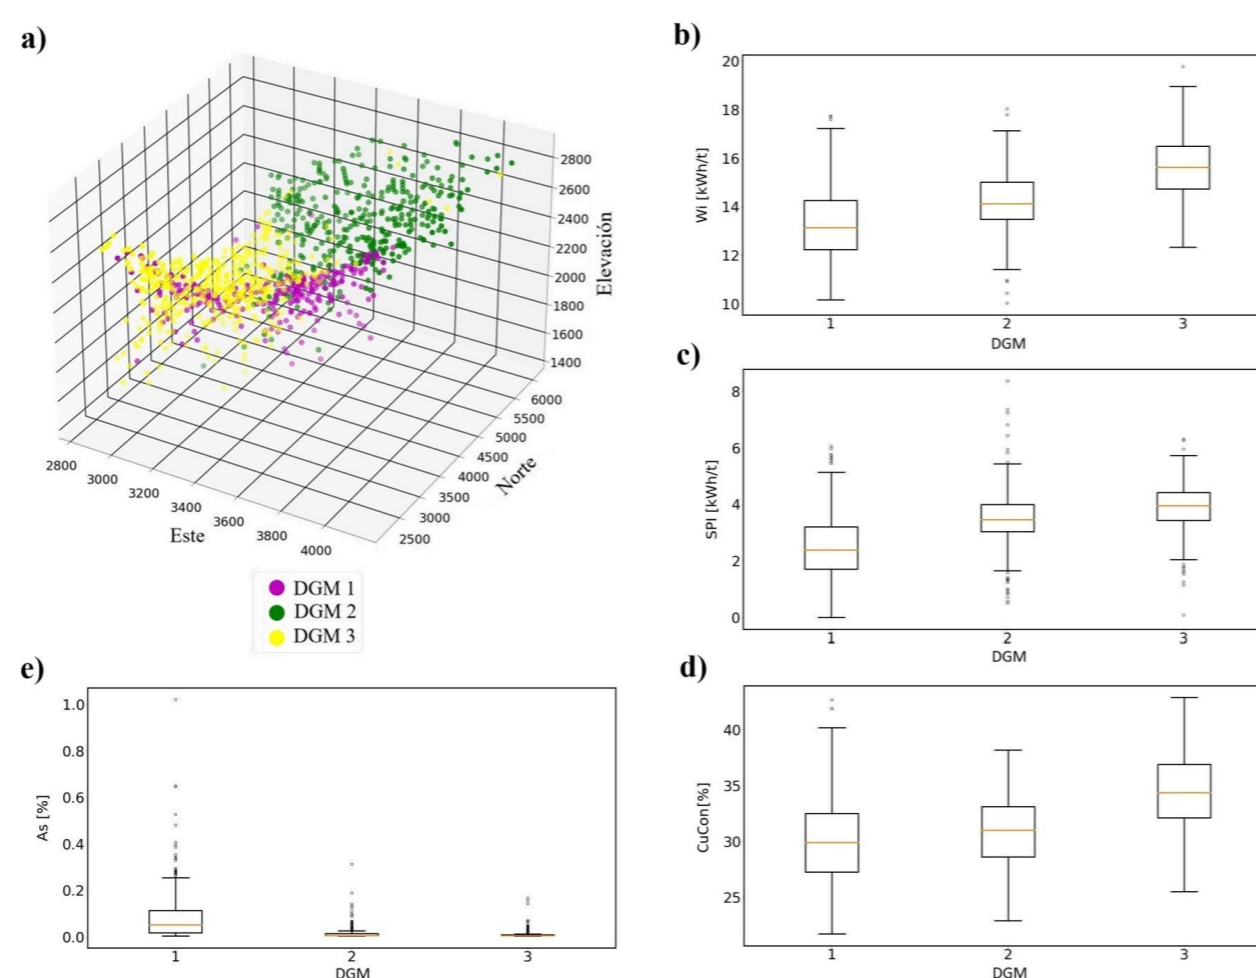 a)
2800
2600
2400
2200
2000
1800
1600
1400
Elevación
6000
5500
5000
4500
4000
3500
3000
2500
Norte
2800
3000
3200
3400
3600
3800
4000
Este
DGM 1
DGM 2
DGM 3
b)
20
18
16
14
12
10
WI [kWh/t]
1 2 3
DGM
c)
8
6
4
2
0
SPI [kWh/t]
1 2 3
DGM
e)
1.0
0.8
0.6
0.4
0.2
0.0
As [%]
1 2 3
DGM
d)
40
35
30
25
CuCon[%]
1 2 3
DGM